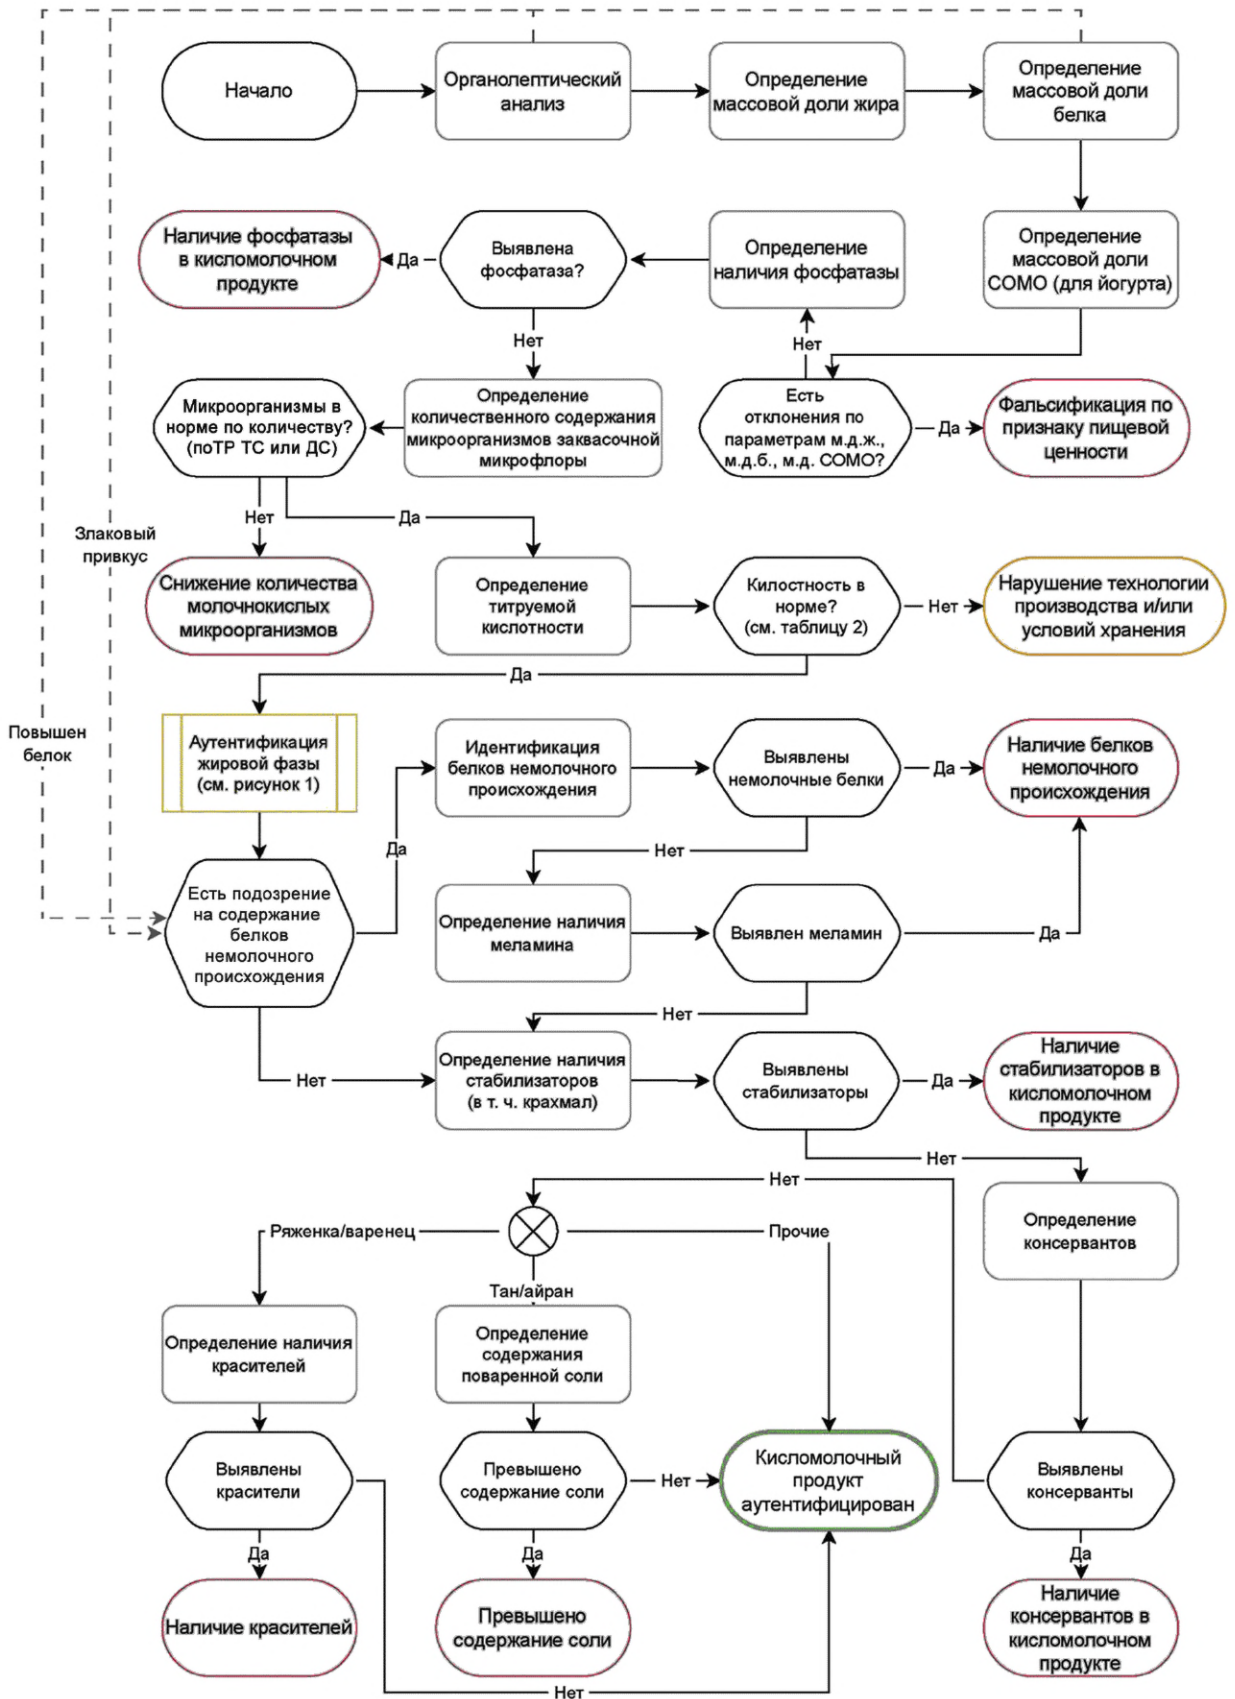 Начало
Органолептический
анализ
Определение
массовой доли жира
Определение
массовой доли
белка
Наличие фосфатазы
в кисломолочном
продукте
Да
Выявлена
фосфатаза?
Определение
наличия фосфатазы
Определение
массовой доли
СОМО (для йогурта)
Нет
Нет
Микроорганизмы в
норме по количеству?
(поТР ТС или ДС)
Определение
количественного содержания
микроорганизмов заквасочной
микрофлоры
Есть
отклонения по
параметрам м.д.ж.,
м.д.б., м.д. СОМО?
Да
Фальсификация по
признаку пищевой
ценности
Нет
Да
Злаковый
привкус
Снижение количества
молочнокислых
микроорганизмов
Определение
титруемой
кислотности
Килостность в
норме?
(см. таблицу 2)
Нет
Нарушение технологии
производства и/или
условий хранения
Да
Повышен
белок
Аутентификация
жировой фазы
(см. рисунок 1)
Идентификация
белков немолочного
происхождения
Выявлены
немолочные белки
Да
Наличие белков
немолочного
происхождения
Да
Нет
Есть подозрение
на содержание
белков
немолочного
происхождения
Определение наличия
меламина
Выявлен меламин
Да
Нет
Нет
Определение наличия
стабилизаторов
(в т. ч. крахмал)
Выявлены
стабилизаторы
Да
Наличие
стабилизаторов в
кисломолочном
продукте
Нет
Нет
Ряженка/варенец
Прочие
Определение
консервантов
Тан/айран
Определение наличия
красителей
Определение
содержания
поваренной соли
Выявлены
красители
Превышено
содержание соли
Нет
Кисломолочный
продукт
аутентифицирован
Выявлены
консерванты
Да
Да
Да
Наличие красителей
Превышено
содержание соли
Наличие
консервантов в
кисломолочном
продукте
Нет